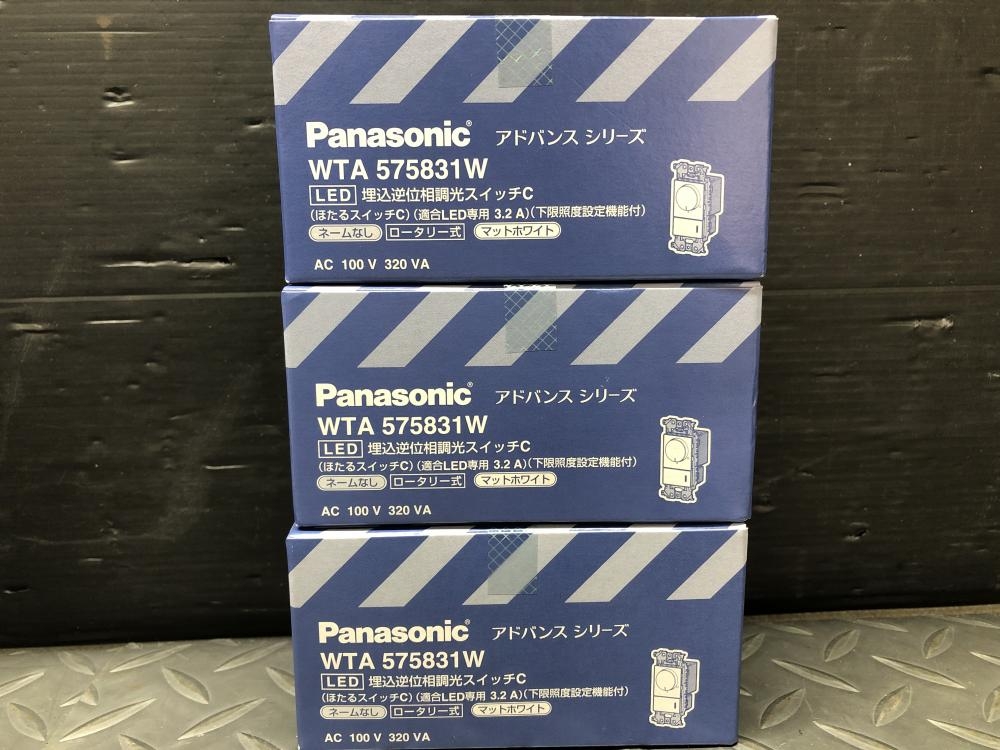 Panasonic® アドバンス シリーズ
WTA 575831W
LED 埋込逆位相調光スイッチC
(ほたるスイッチC)(適合LED専用 3.2 A)(下限照度設定機能付)
ネームなし ロータリー式 マットホワイト
AC 100 V 320 VA
Panasonic® アドバンス シリーズ
WTA 575831W
LED 埋込逆位相調光スイッチC
(ほたるスイッチC)(適合LED専用 3.2 A)(下限照度設定機能付)
ネームなし ロータリー式 マットホワイト
AC 100 V 320 VA
Panasonic® アドバンス シリーズ
WTA 575831W
LED 埋込逆位相調光スイッチC
(ほたるスイッチC)(適合LED専用 3.2 A)(下限照度設定機能付)
ネームなし ロータリー式 マットホワイト
AC 100 V 320 VA